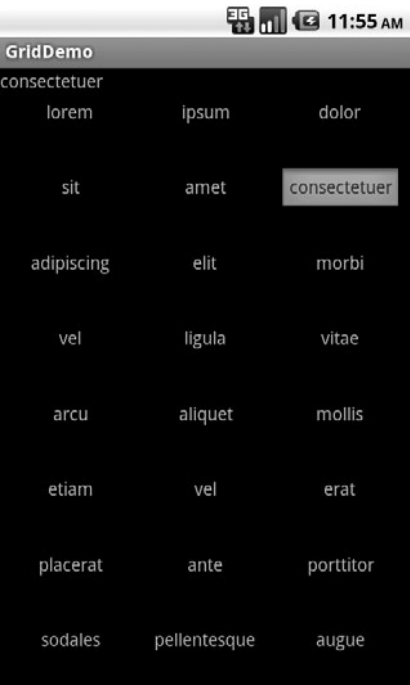 3G 11:55 AM
GridDemo
consectetuer
lorem ipsum dolor
sit amet consectetuer
adipiscing elit morbi
vel ligula vitae
arcu aliquet mollis
etiam vel erat
placerat ante porttitor
sodales pellentesque augue